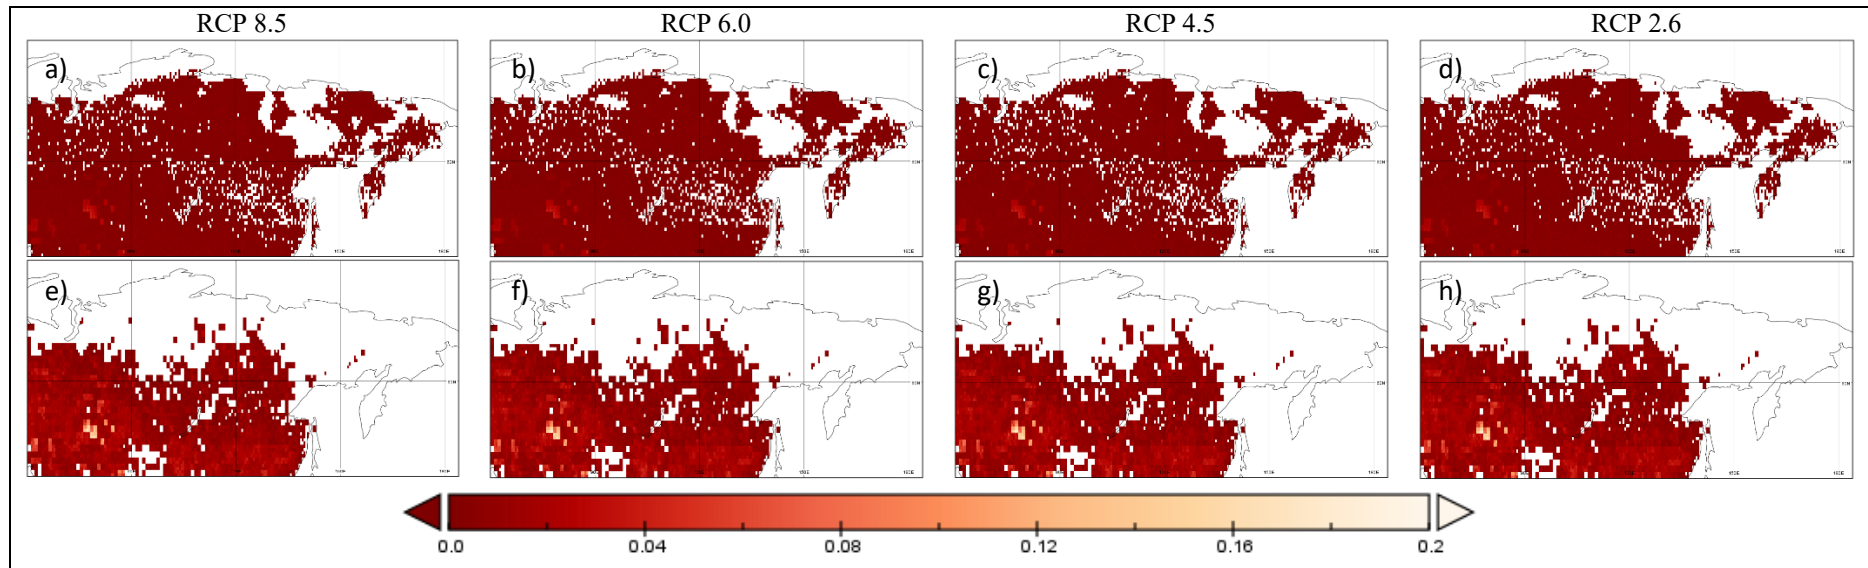 RCP 8.5 RCP 6.0 RCP 4.5 RCP 2.6
a) b) c) d)
e) f) g) h)
0.0 0.04 0.08 0.12 0.16 0.2